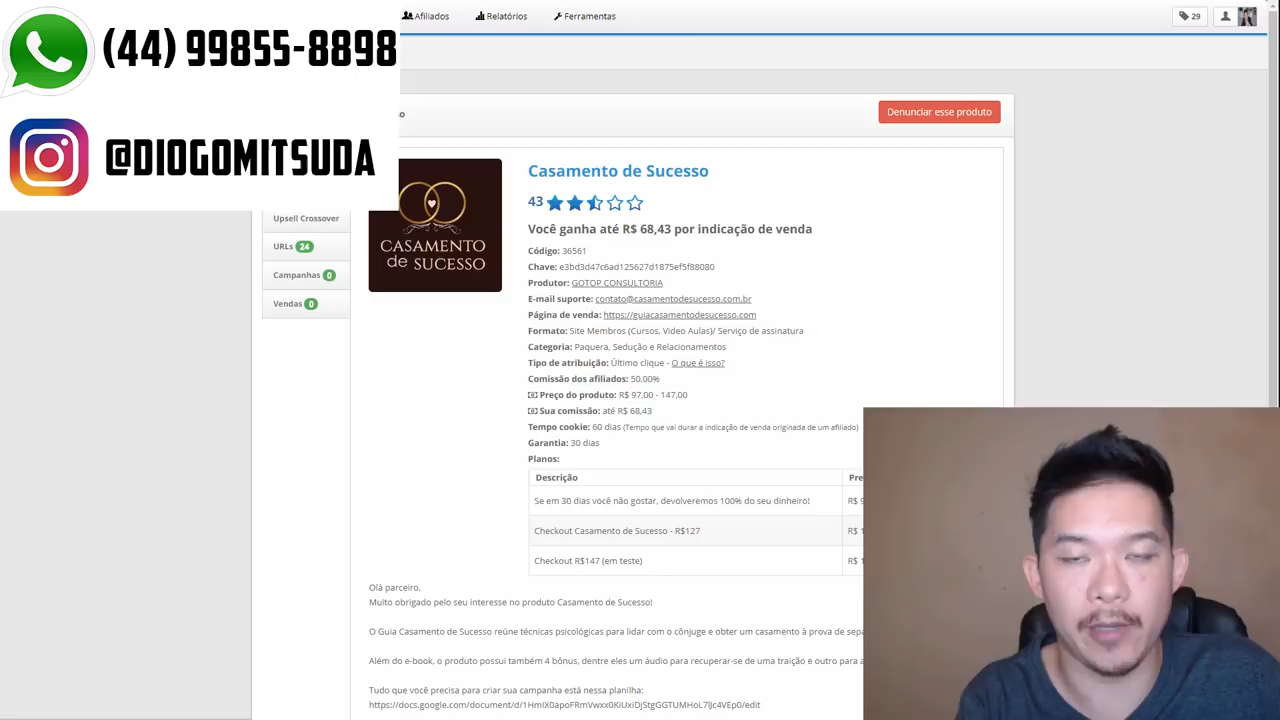 (44) 99855-8898
@DIOGOMITSUDA
Afiliados
Relatórios
Ferramentas
29
so
Denunciar esse produto
Upsell Crossover
URLs 24
Campanhas 0
Vendas 0
CASAMENTO
de SUCESSO
Casamento de Sucesso
43
Você ganha até R$ 68,43 por indicação de venda
Código: 36561
Chave: e3bd3d47c6ad125627d1875ef5f88080
Produtor: GOTOP CONSULTORIA
E-mail suporte: contato@casamentodesucesso.com.br
Página de venda: https://guiacasamentodesucesso.com
Formato: Site Membros (Cursos, Video Aulas)/ Serviço de assinatura
Categoria: Paquera, Sedução e Relacionamentos
Tipo de atribuição: Último clique - O que é isso?
Comissão dos afiliados: 50.00%
Preço do produto: R$ 97,00 - 147,00
Sua comissão: até R$ 68,43
Tempo cookie: 60 dias (Tempo que vai durar a indicação de venda originada de um afiliado)
Garantia: 30 dias
Planos:
Descrição Pre
Se em 30 dias você não gostar, devolveremos 100% do seu dinheiro! R$ 9
Checkout Casamento de Sucesso - R$127 R$ 1
Checkout R$147 (em teste) R$ 1
Olá parceiro,
Muito obrigado pelo seu interesse no produto Casamento de Sucesso!
O Guia Casamento de Sucesso reúne técnicas psicológicas para lidar com o cônjuge e obter um casamento à prova de sepa
Além do e-book, o produto possui também 4 bônus, dentre eles um áudio para recuperar-se de uma traição e outro para a
Tudo que você precisa para criar sua campanha está nessa planilha: